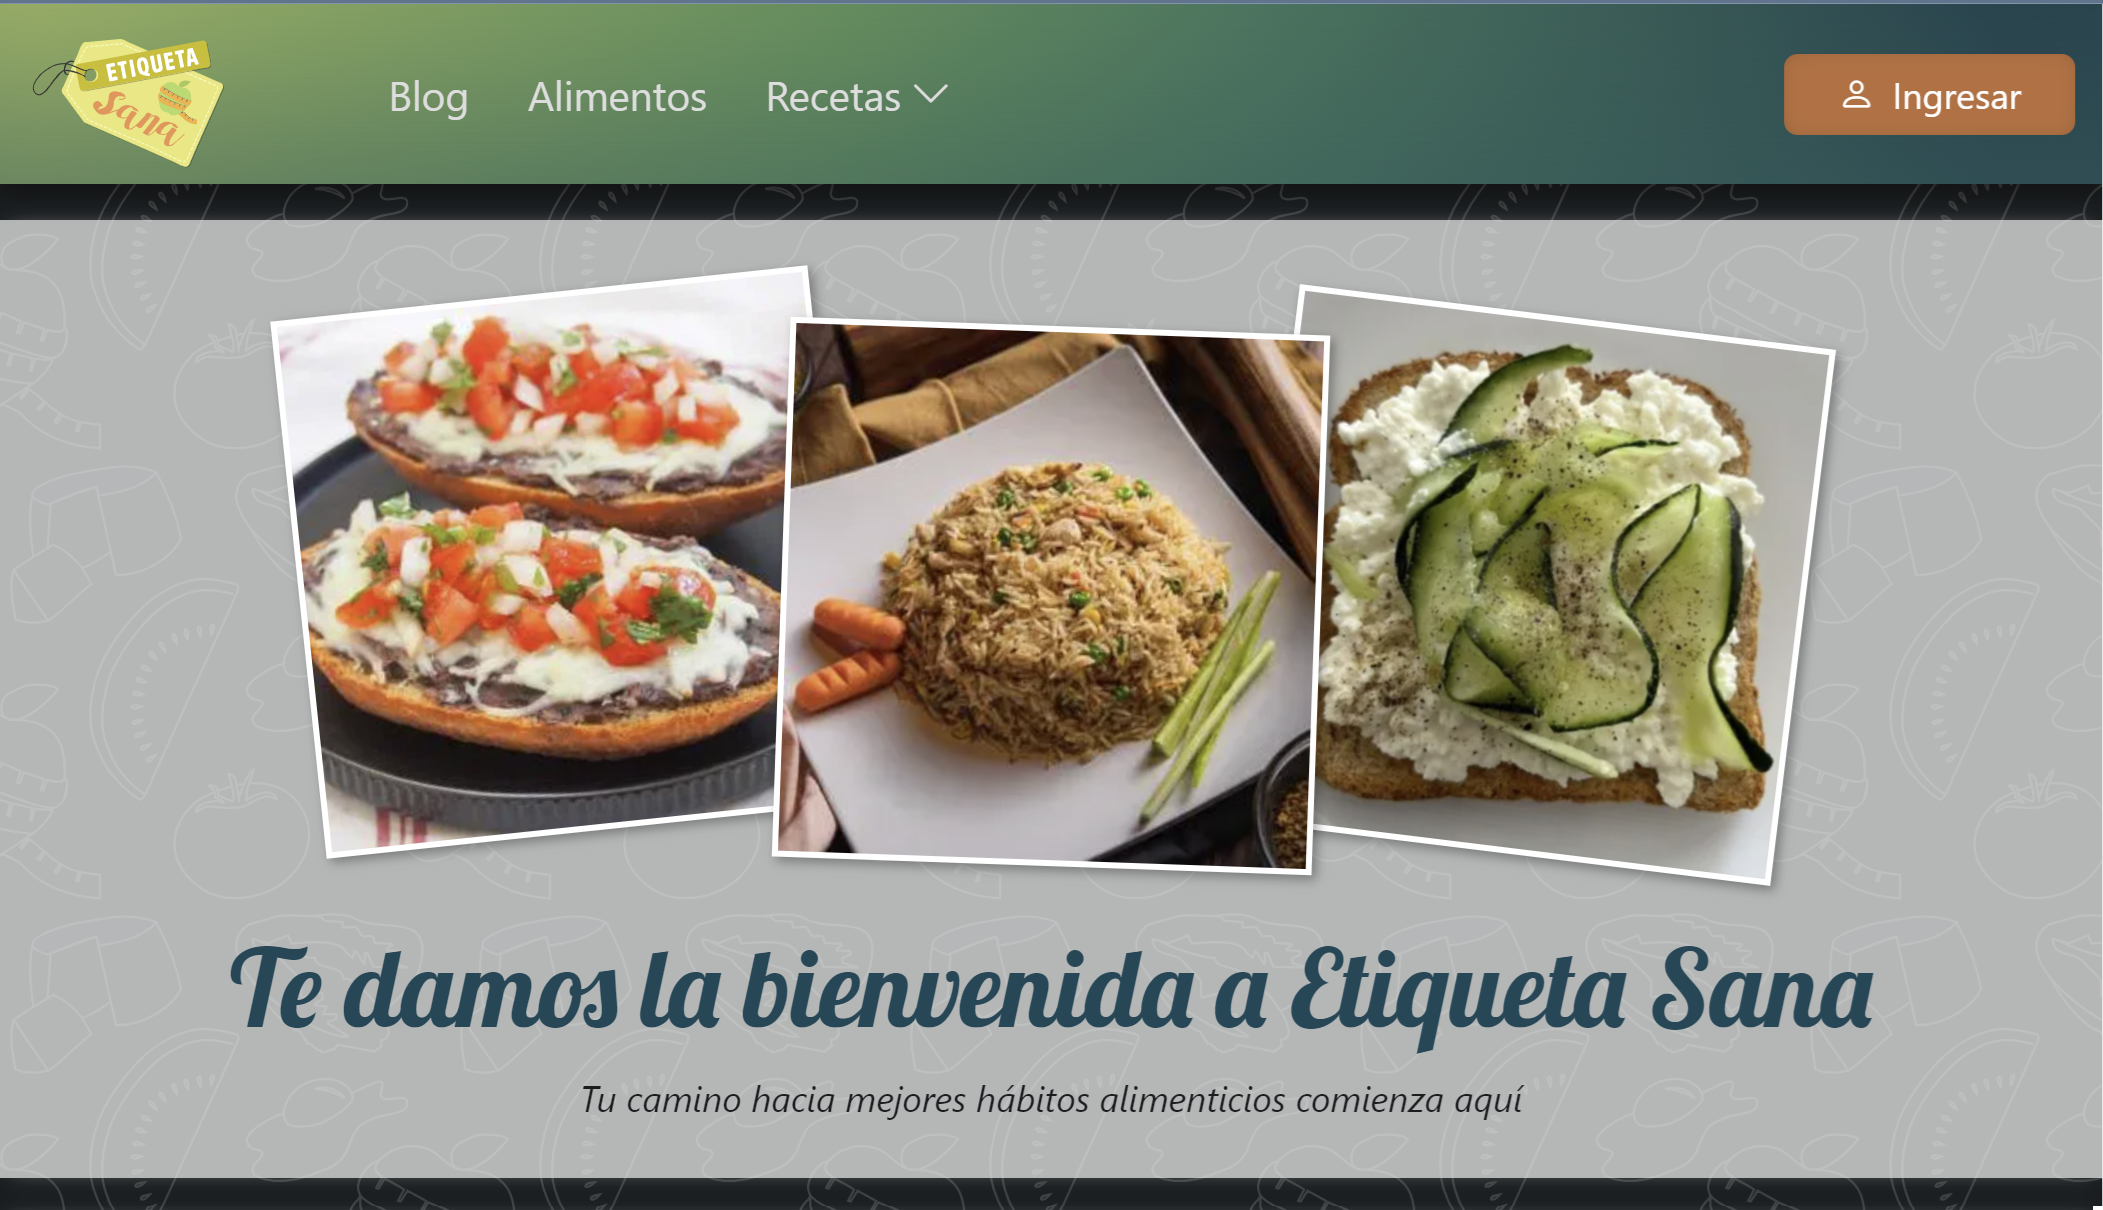 ETIQUETA
Sana
Blog
Alimentos
Recetas
Ingresar
Te damos la bienvenida a Etiqueta Sana
Tu camino hacia mejores hábitos alimenticios comienza aquí